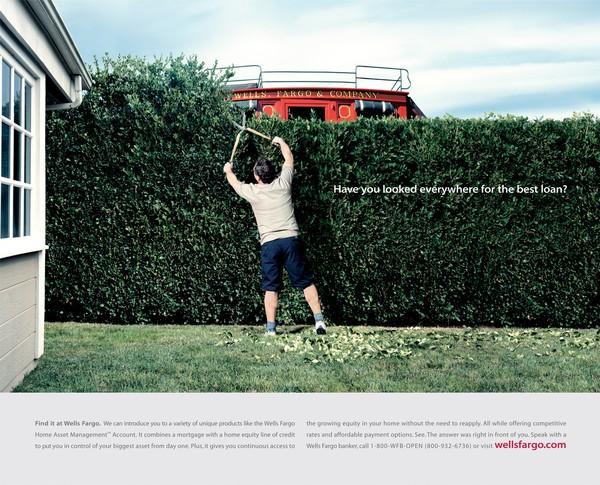 WELLS, FARGO & COMPANY
Have you looked everywhere for the best loan?
Find it at Wells Fargo. We can introduce you to a variety of unique products like the Wells Fargo
Home Asset Management℠ Account. It combines a mortgage with a home equity line of credit
to put you in control of your biggest asset from day one. Plus, it gives you continuous access to
the growing equity in your home without the need to reapply. All while offering competitive
rates and affordable payment options. See. The answer was right in front of you. Speak with a
Wells Fargo banker, call 1-800-WFB-OPEN (800-932-6736) or visit wellsfargo.com